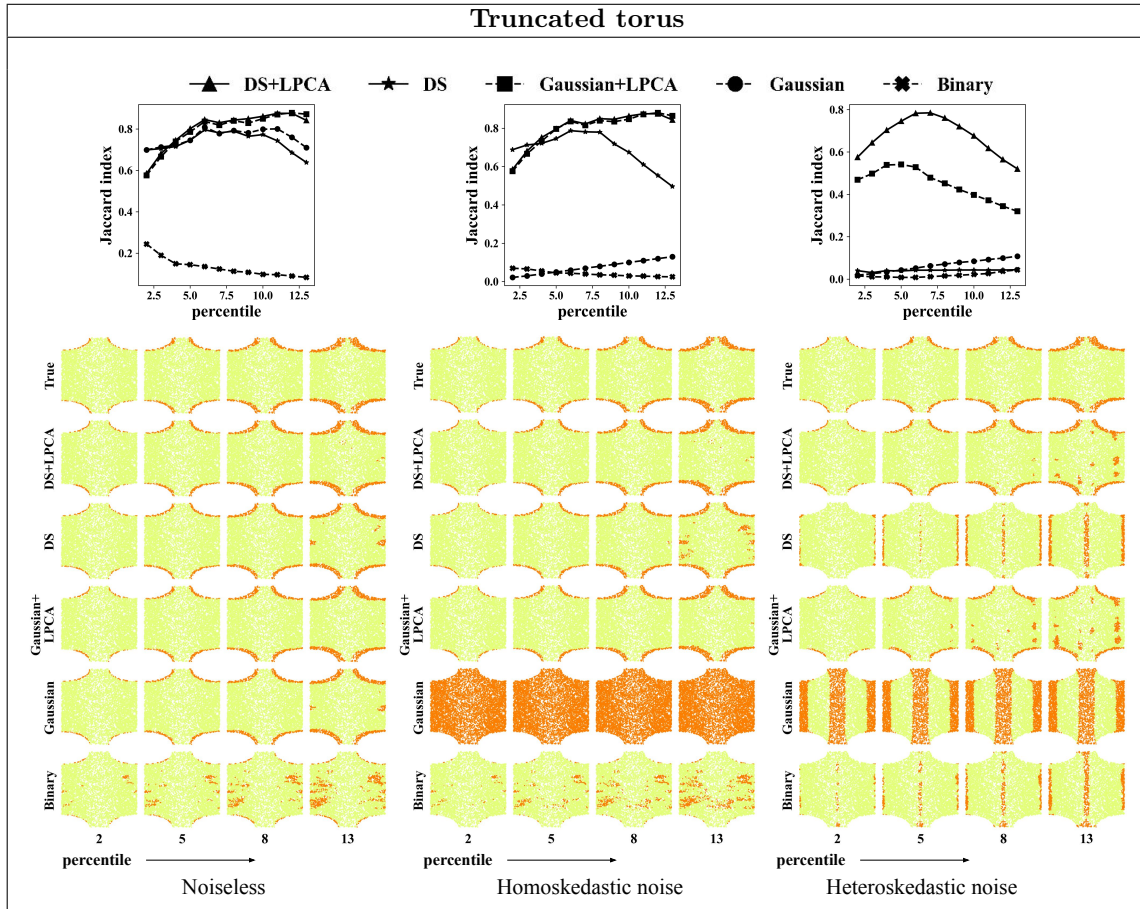 Truncated torus
DS+LPCA DS Gaussian+LPCA Gaussian Binary
Jaccard index
0.8
0.6
0.4
0.2
2.5 5.0 7.5 10.0 12.5
percentile
Jaccard index
0.8
0.6
0.4
0.2
0.0
2.5 5.0 7.5 10.0 12.5
percentile
Jaccard index
0.8
0.6
0.4
0.2
0.0
2.5 5.0 7.5 10.0 12.5
percentile
True
DS+LPCA
DS
Gaussian+
LPCA
Gaussian
Binary
2 5 8 13
percentile
Noiseless
True
DS+LPCA
DS
Gaussian+
LPCA
Gaussian
Binary
2 5 8 13
percentile
Homoskedastic noise
True
DS+LPCA
DS
Gaussian+
LPCA
Gaussian
Binary
2 5 8 13
percentile
Heteroskedastic noise